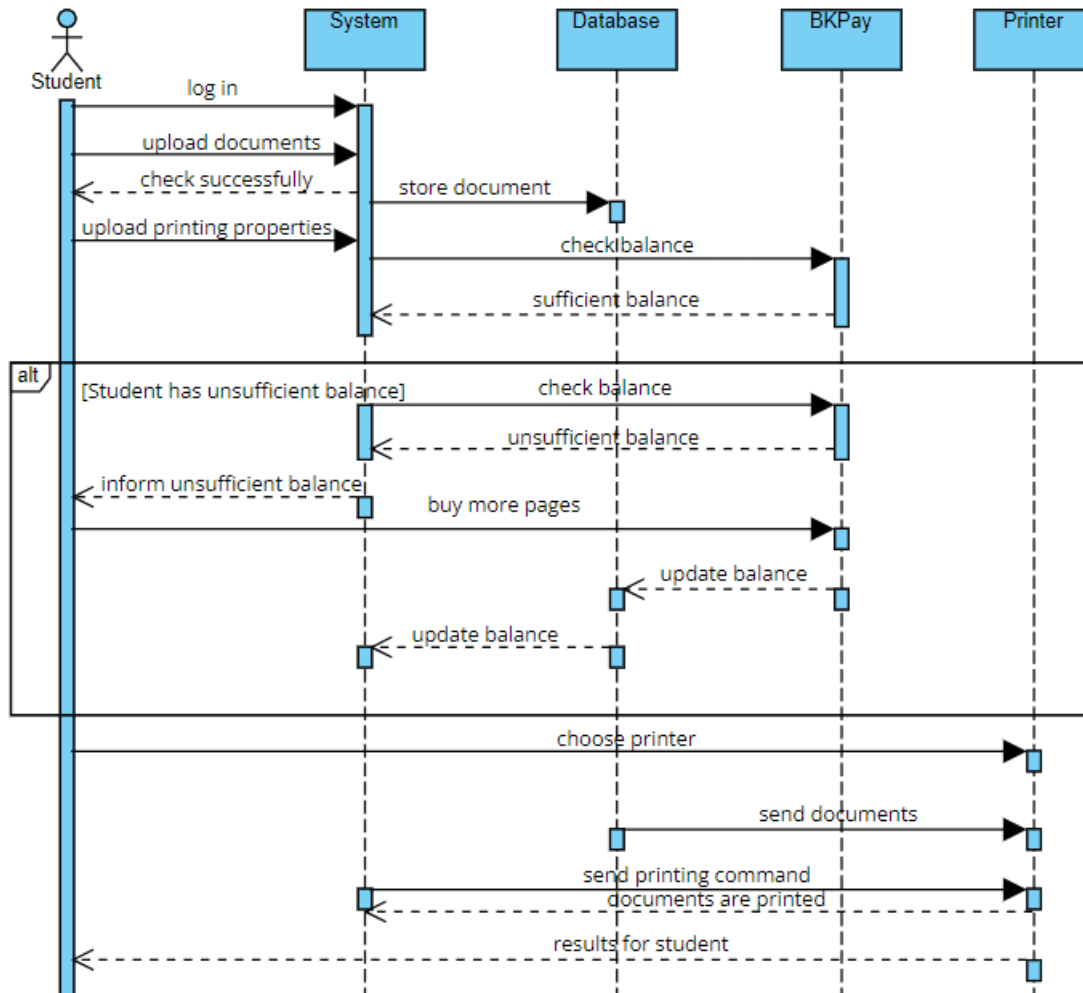 System
Database
BKPay
Printer
Student
log in
upload documents
check successfully
store document
upload printing properties
check balance
sufficient balance
alt
[Student has unsufficient balance]
check balance
unsufficient balance
inform unsufficient balance
buy more pages
update balance
update balance
choose printer
send documents
send printing command
documents are printed
results for student